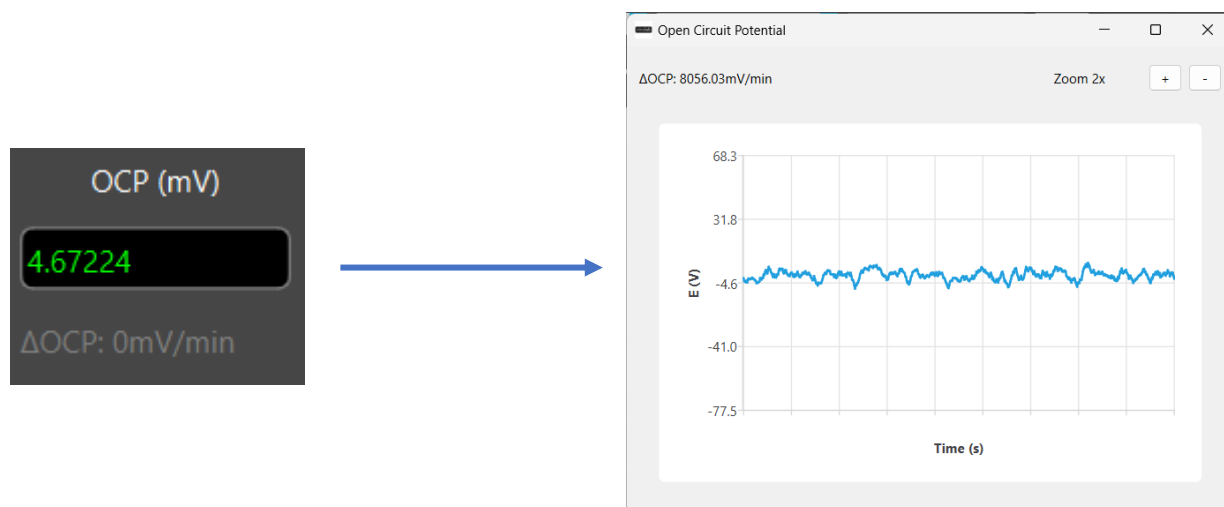 OCP (mV)
4.67224
ΔOCP: 0mV/min
Open Circuit Potential
ΔOCP: 8056.03mV/min
Zoom 2x
+
-
68.3
31.8
-4.6
-41.0
-77.5
E (V)
Time (s)